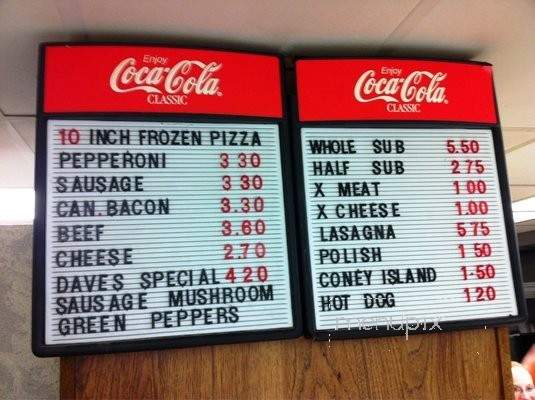 Enjoy
Coca-Cola
CLASSIC
10 INCH FROZEN PIZZA
PEPPERONI 3 30
SAUSAGE 3 30
CAN. BACON 3.30
BEEF 3.60
CHEESE 2.70
DAVES SPECIAL 4 20
SAUSAGE MUSHROOM
GREEN PEPPERS
Enjoy
Coca-Cola
CLASSIC
WHOLE SUB 5.50
HALF SUB 2 75
X MEAT 1 00
X CHEESE 1.00
LASAGNA 5 75
POLISH 1 50
CONEY ISLAND 1·50
HOT DOG 1 20
menupix